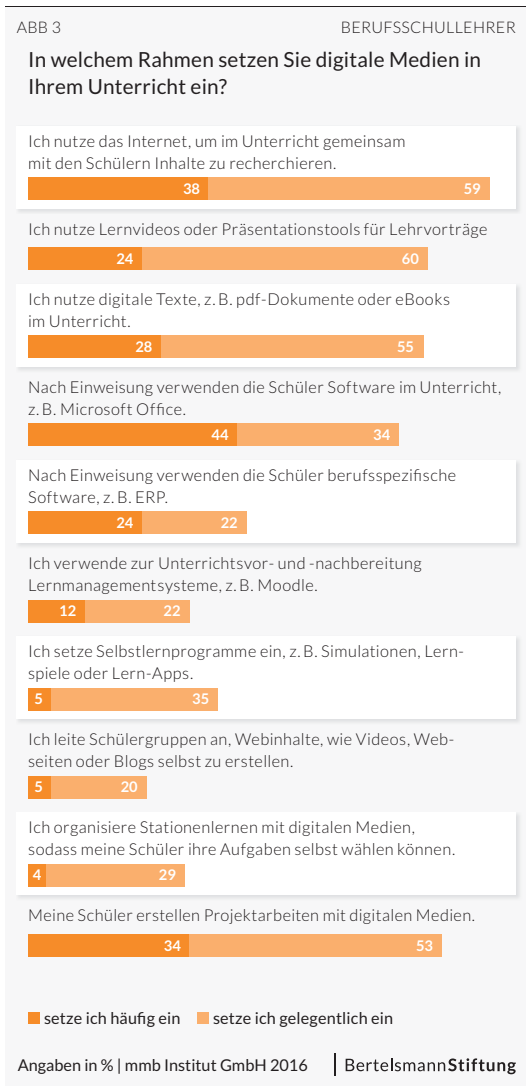 ABB 3
BERUFSSCHULLEHRER
In welchem Rahmen setzen Sie digitale Medien in
Ihrem Unterricht ein?
Ich nutze das Internet, um im Unterricht gemeinsam
mit den Schülern Inhalte zu recherchieren.
38 59
Ich nutze Lernvideos oder Präsentationstools für Lehrvorträge
24 60
Ich nutze digitale Texte, z. B. pdf-Dokumente oder eBooks
im Unterricht.
28 55
Nach Einweisung verwenden die Schüler Software im Unterricht,
z. B. Microsoft Office.
44 34
Nach Einweisung verwenden die Schüler berufsspezifische
Software, z. B. ERP.
24 22
Ich verwende zur Unterrichtsvor- und -nachbereitung
Lernmanagementsysteme, z. B. Moodle.
12 22
Ich setze Selbstlernprogramme ein, z. B. Simulationen, Lern-
spiele oder Lern-Apps.
5 35
Ich leite Schülergruppen an, Webinhalte, wie Videos, Web-
seiten oder Blogs selbst zu erstellen.
5 20
Ich organisiere Stationenlernen mit digitalen Medien,
sodass meine Schüler ihre Aufgaben selbst wählen können.
4 29
Meine Schüler erstellen Projektarbeiten mit digitalen Medien.
34 53
setze ich häufig ein setze ich gelegentlich ein
Angaben in % | mmb Institut GmbH 2016 | BertelsmannStiftung